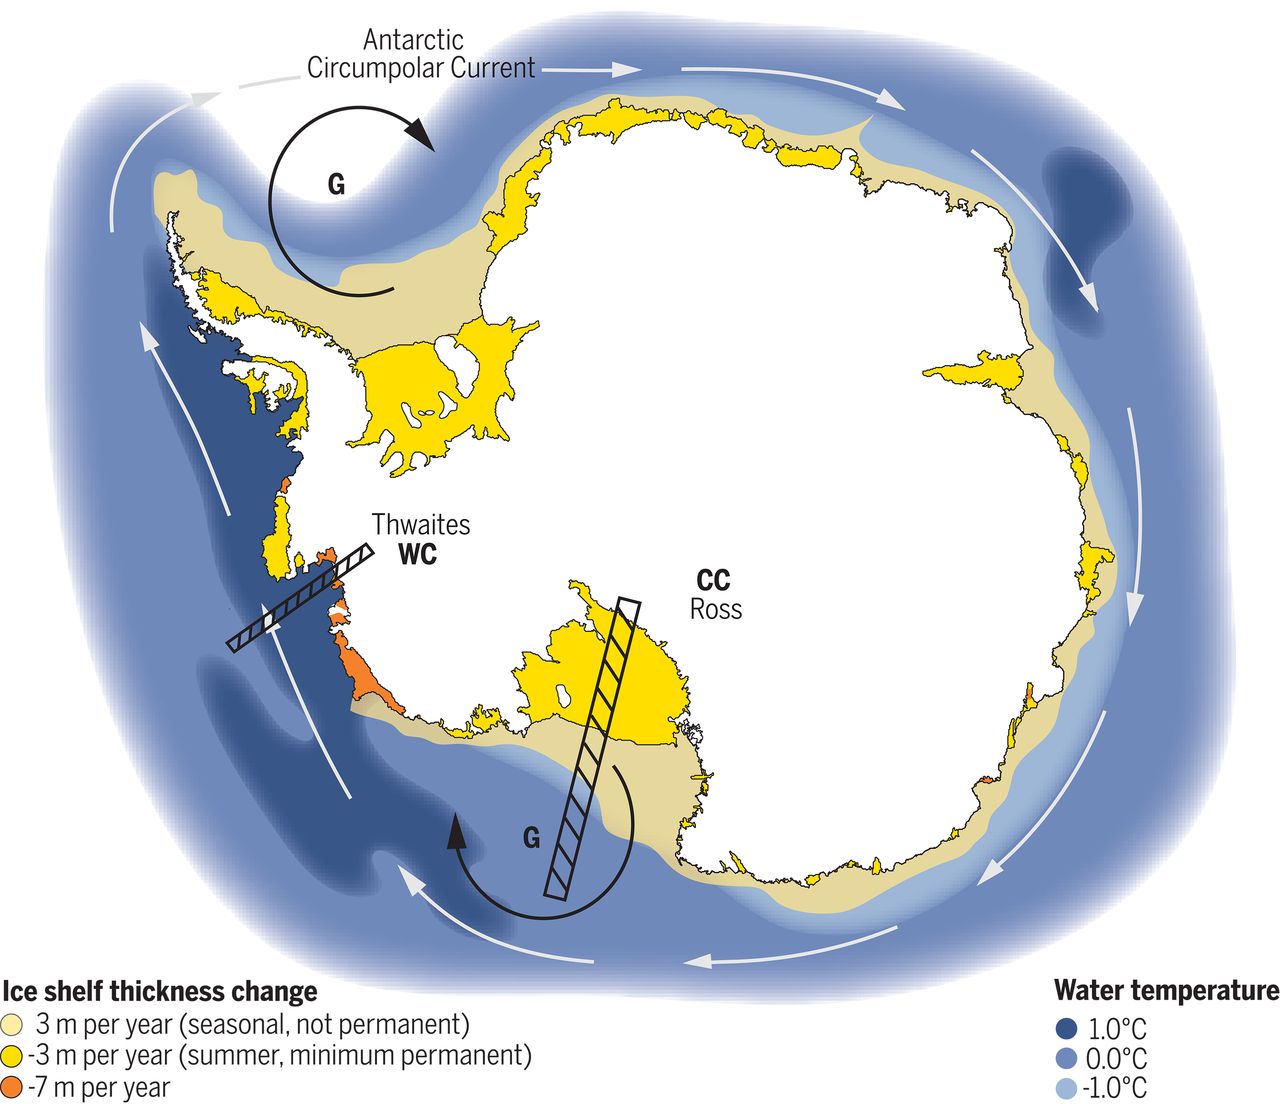 Antarctic
Circumpolar Current
G
Thwaites
WC
CC
Ross
G
Ice shelf thickness change
3 m per year (seasonal, not permanent)
-3 m per year (summer, minimum permanent)
-7 m per year
Water temperature
1.0°C
0.0°C
-1.0°C